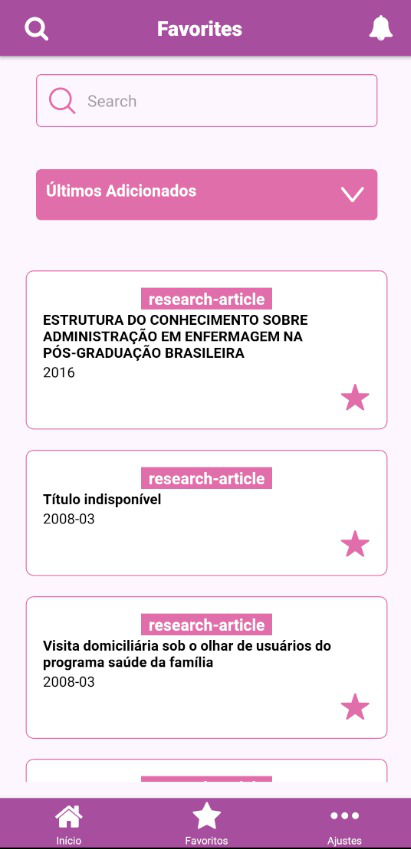 Favorites
Search
Últimos Adicionados
research-article
ESTRUTURA DO CONHECIMENTO SOBRE
ADMINISTRAÇÃO EM ENFERMAGEM NA
PÓS-GRADUAÇÃO BRASILEIRA
2016
research-article
Título indisponível
2008-03
research-article
Visita domiciliária sob o olhar de usuários do
programa saúde da família
2008-03
Início
Favoritos
Ajustes